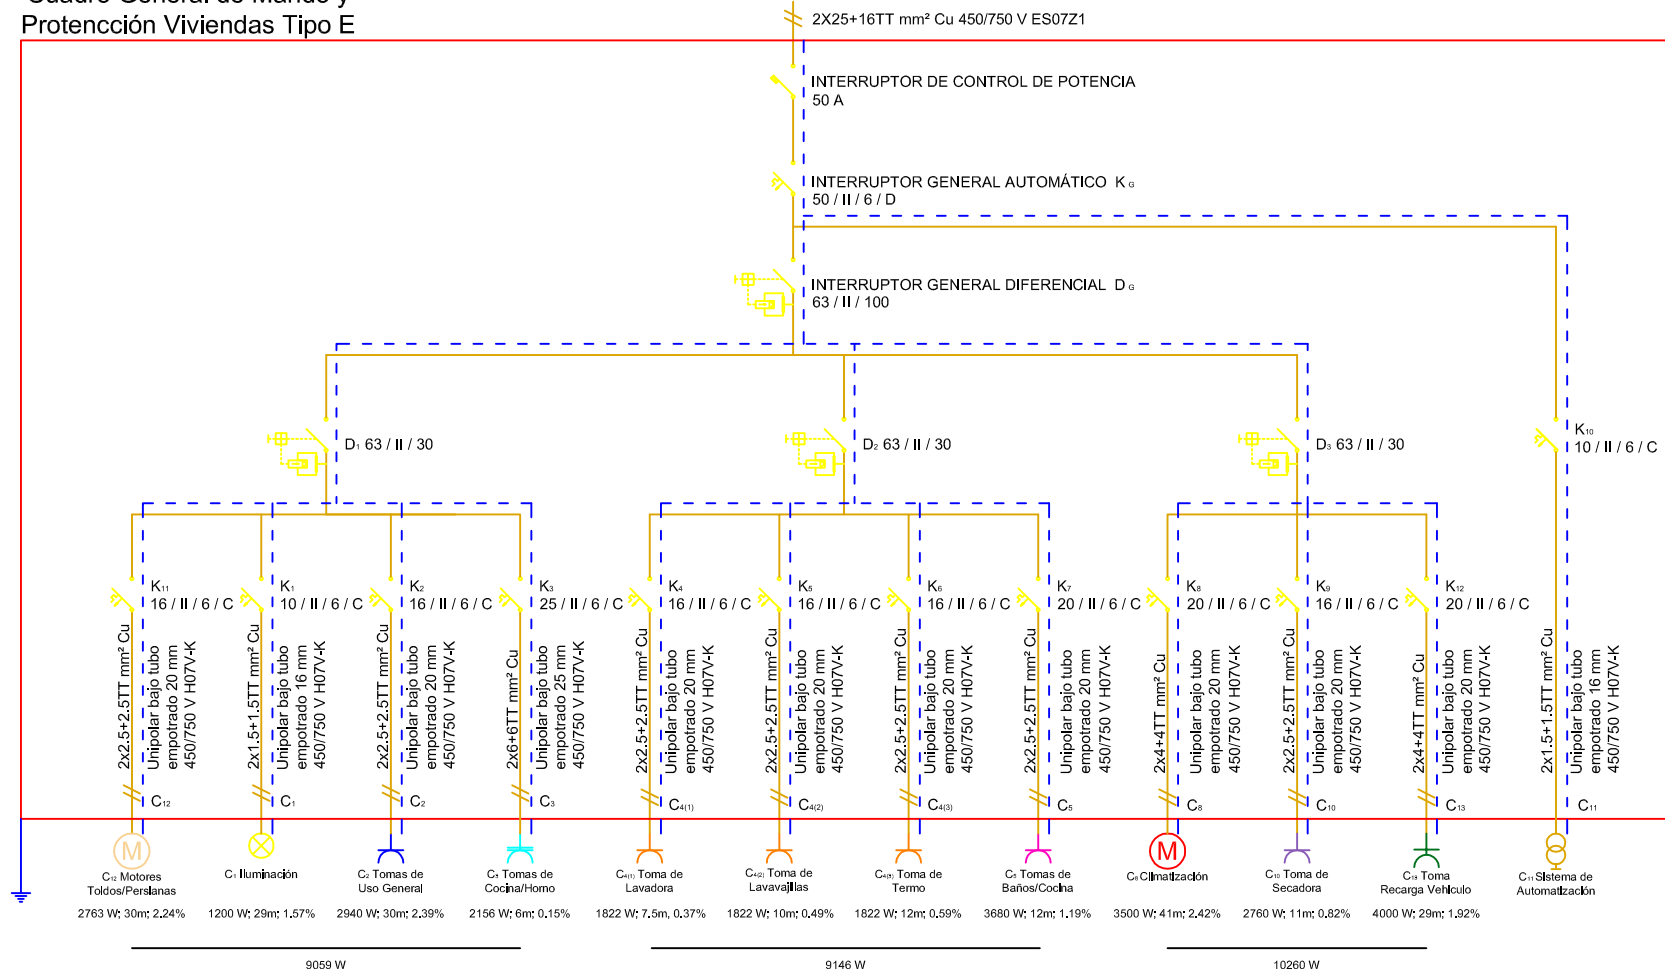 Cuadro General de Mando y
Protencción Viviendas Tipo E
2X25+16TT mm² Cu 450/750 V ES07Z1
INTERRUPTOR DE CONTROL DE POTENCIA
50 A
INTERRUPTOR GENERAL AUTOMÁTICO K G
50 / II / 6 / D
INTERRUPTOR GENERAL DIFERENCIAL D G
63 / II / 100
D1 63 / II / 30
D2 63 / II / 30
D3 63 / II / 30
K10
10 / II / 6 / C
K11
16 / II / 6 / C
K1
10 / II / 6 / C
K2
16 / II / 6 / C
K3
25 / II / 6 / C
K4
16 / II / 6 / C
K5
16 / II / 6 / C
K6
16 / II / 6 / C
K7
20 / II / 6 / C
K8
20 / II / 6 / C
K9
16 / II / 6 / C
K12
20 / II / 6 / C
2x2.5+2.5TT mm² Cu
Unipolar bajo tubo
empotrado 20 mm
450/750 V H07V-K
2x1.5+1.5TT mm² Cu
Unipolar bajo tubo
empotrado 16 mm
450/750 V H07V-K
2x2.5+2.5TT mm² Cu
Unipolar bajo tubo
empotrado 20 mm
450/750 V H07V-K
2x6+6TT mm² Cu
Unipolar bajo tubo
empotrado 25 mm
450/750 V H07V-K
2x2.5+2.5TT mm² Cu
Unipolar bajo tubo
empotrado 20 mm
450/750 V H07V-K
2x2.5+2.5TT mm² Cu
Unipolar bajo tubo
empotrado 20 mm
450/750 V H07V-K
2x2.5+2.5TT mm² Cu
Unipolar bajo tubo
empotrado 20 mm
450/750 V H07V-K
2x2.5+2.5TT mm² Cu
Unipolar bajo tubo
empotrado 20 mm
450/750 V H07V-K
2x4+4TT mm² Cu
Unipolar bajo tubo
empotrado 20 mm
450/750 V H07V-K
2x2.5+2.5TT mm² Cu
Unipolar bajo tubo
empotrado 20 mm
450/750 V H07V-K
2x4+4TT mm² Cu
Unipolar bajo tubo
empotrado 20 mm
450/750 V H07V-K
2x1.5+1.5TT mm² Cu
Unipolar bajo tubo
empotrado 16 mm
450/750 V H07V-K
C12
C1
C2
C3
C4(1)
C4(2)
C4(3)
C5
C8
C10
C13
C11
M
M
C12 Motores
Toldos/Persianas
C1 Iluminación
C2 Tomas de
Uso General
C3 Tomas de
Cocina/Horno
C4(1) Toma de
Lavadora
C4(2) Toma de
Lavavajillas
C4(3) Toma de
Termo
C5 Tomas de
Baños/Cocina
C8 Climatización
C10 Toma de
Secadora
C13 Toma
Recarga Vehículo
C11 Sistema de
Automatización
2763 W; 30m; 2.24%
1200 W; 29m; 1.57%
2940 W; 30m; 2.39%
2156 W; 6m; 0.15%
1822 W; 7.5m, 0.37%
1822 W; 10m; 0.49%
1822 W; 12m; 0.59%
3680 W; 12m; 1.19%
3500 W; 41m; 2.42%
2760 W; 11m; 0.82%
4000 W; 29m; 1.92%
9059 W
9146 W
10260 W